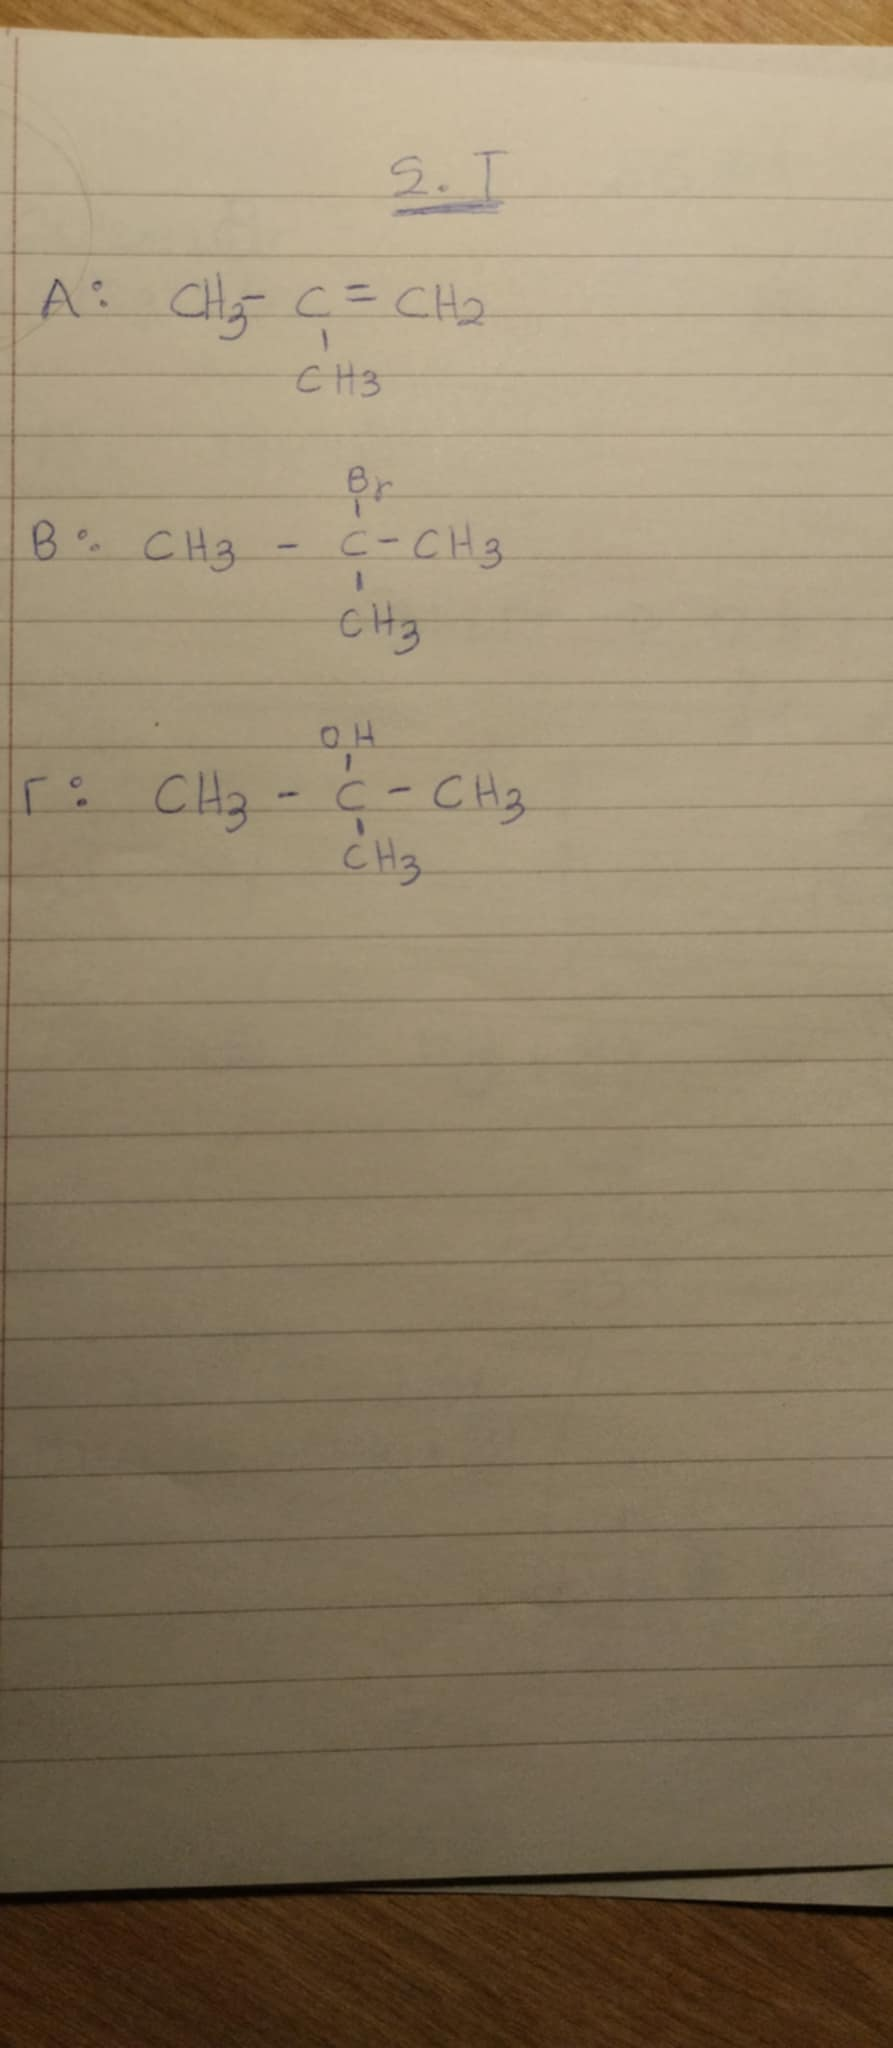 S. I
A: CH3 - C = CH2
CH3
Br
B: CH3 - C - CH3
CH3
OH
Γ: CH3 - C - CH3
CH3